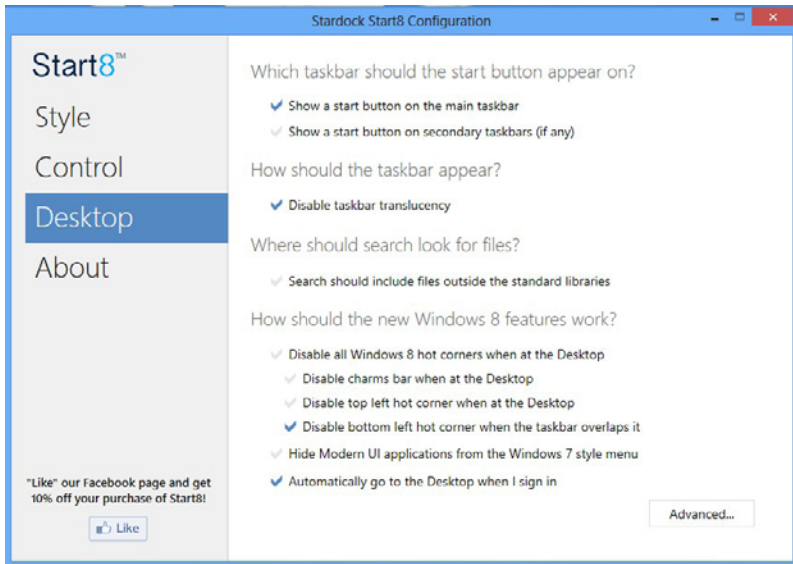 Stardock Start8 Configuration
Start8™
Style
Control
Desktop
About
"Like" our Facebook page and get
10% off your purchase of Start8!
Like
Which taskbar should the start button appear on?
Show a start button on the main taskbar
Show a start button on secondary taskbars (if any)
How should the taskbar appear?
Disable taskbar translucency
Where should search look for files?
Search should include files outside the standard libraries
How should the new Windows 8 features work?
Disable all Windows 8 hot corners when at the Desktop
Disable charms bar when at the Desktop
Disable top left hot corner when at the Desktop
Disable bottom left hot corner when the taskbar overlaps it
Hide Modern UI applications from the Windows 7 style menu
Automatically go to the Desktop when I sign in
Advanced...